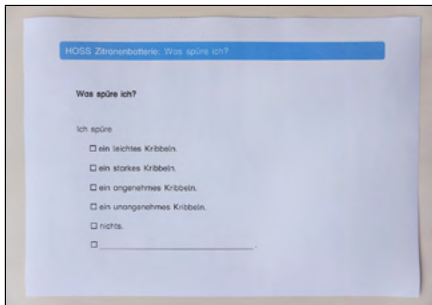 HOSS Zitronenbatterie: Was spüre ich?
Was spüre ich?
Ich spüre
☐ ein leichtes Kribbeln.
☐ ein starkes Kribbeln.
☐ ein angenehmes Kribbeln.
☐ ein unangenehmes Kribbeln.
☐ nichts.
☐ ______________________________.